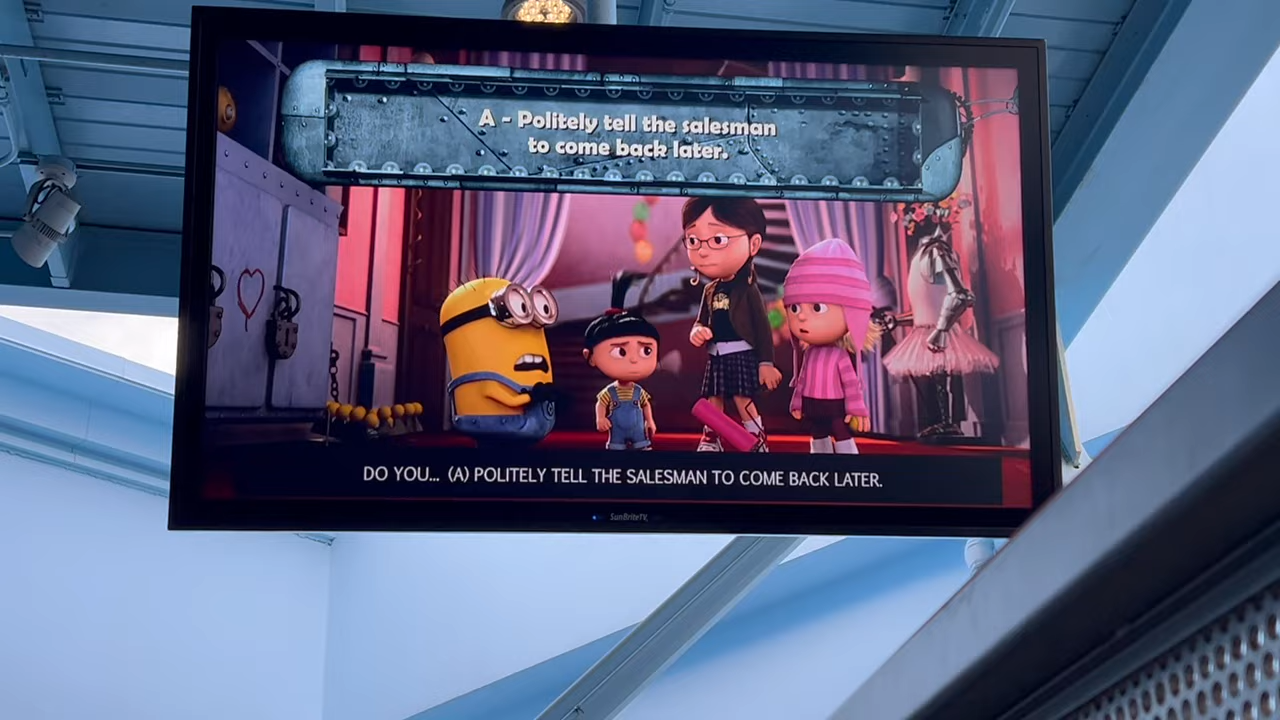 A - Politely tell the salesman
to come back later.
DO YOU... (A) POLITELY TELL THE SALESMAN TO COME BACK LATER.
SunBriteTV